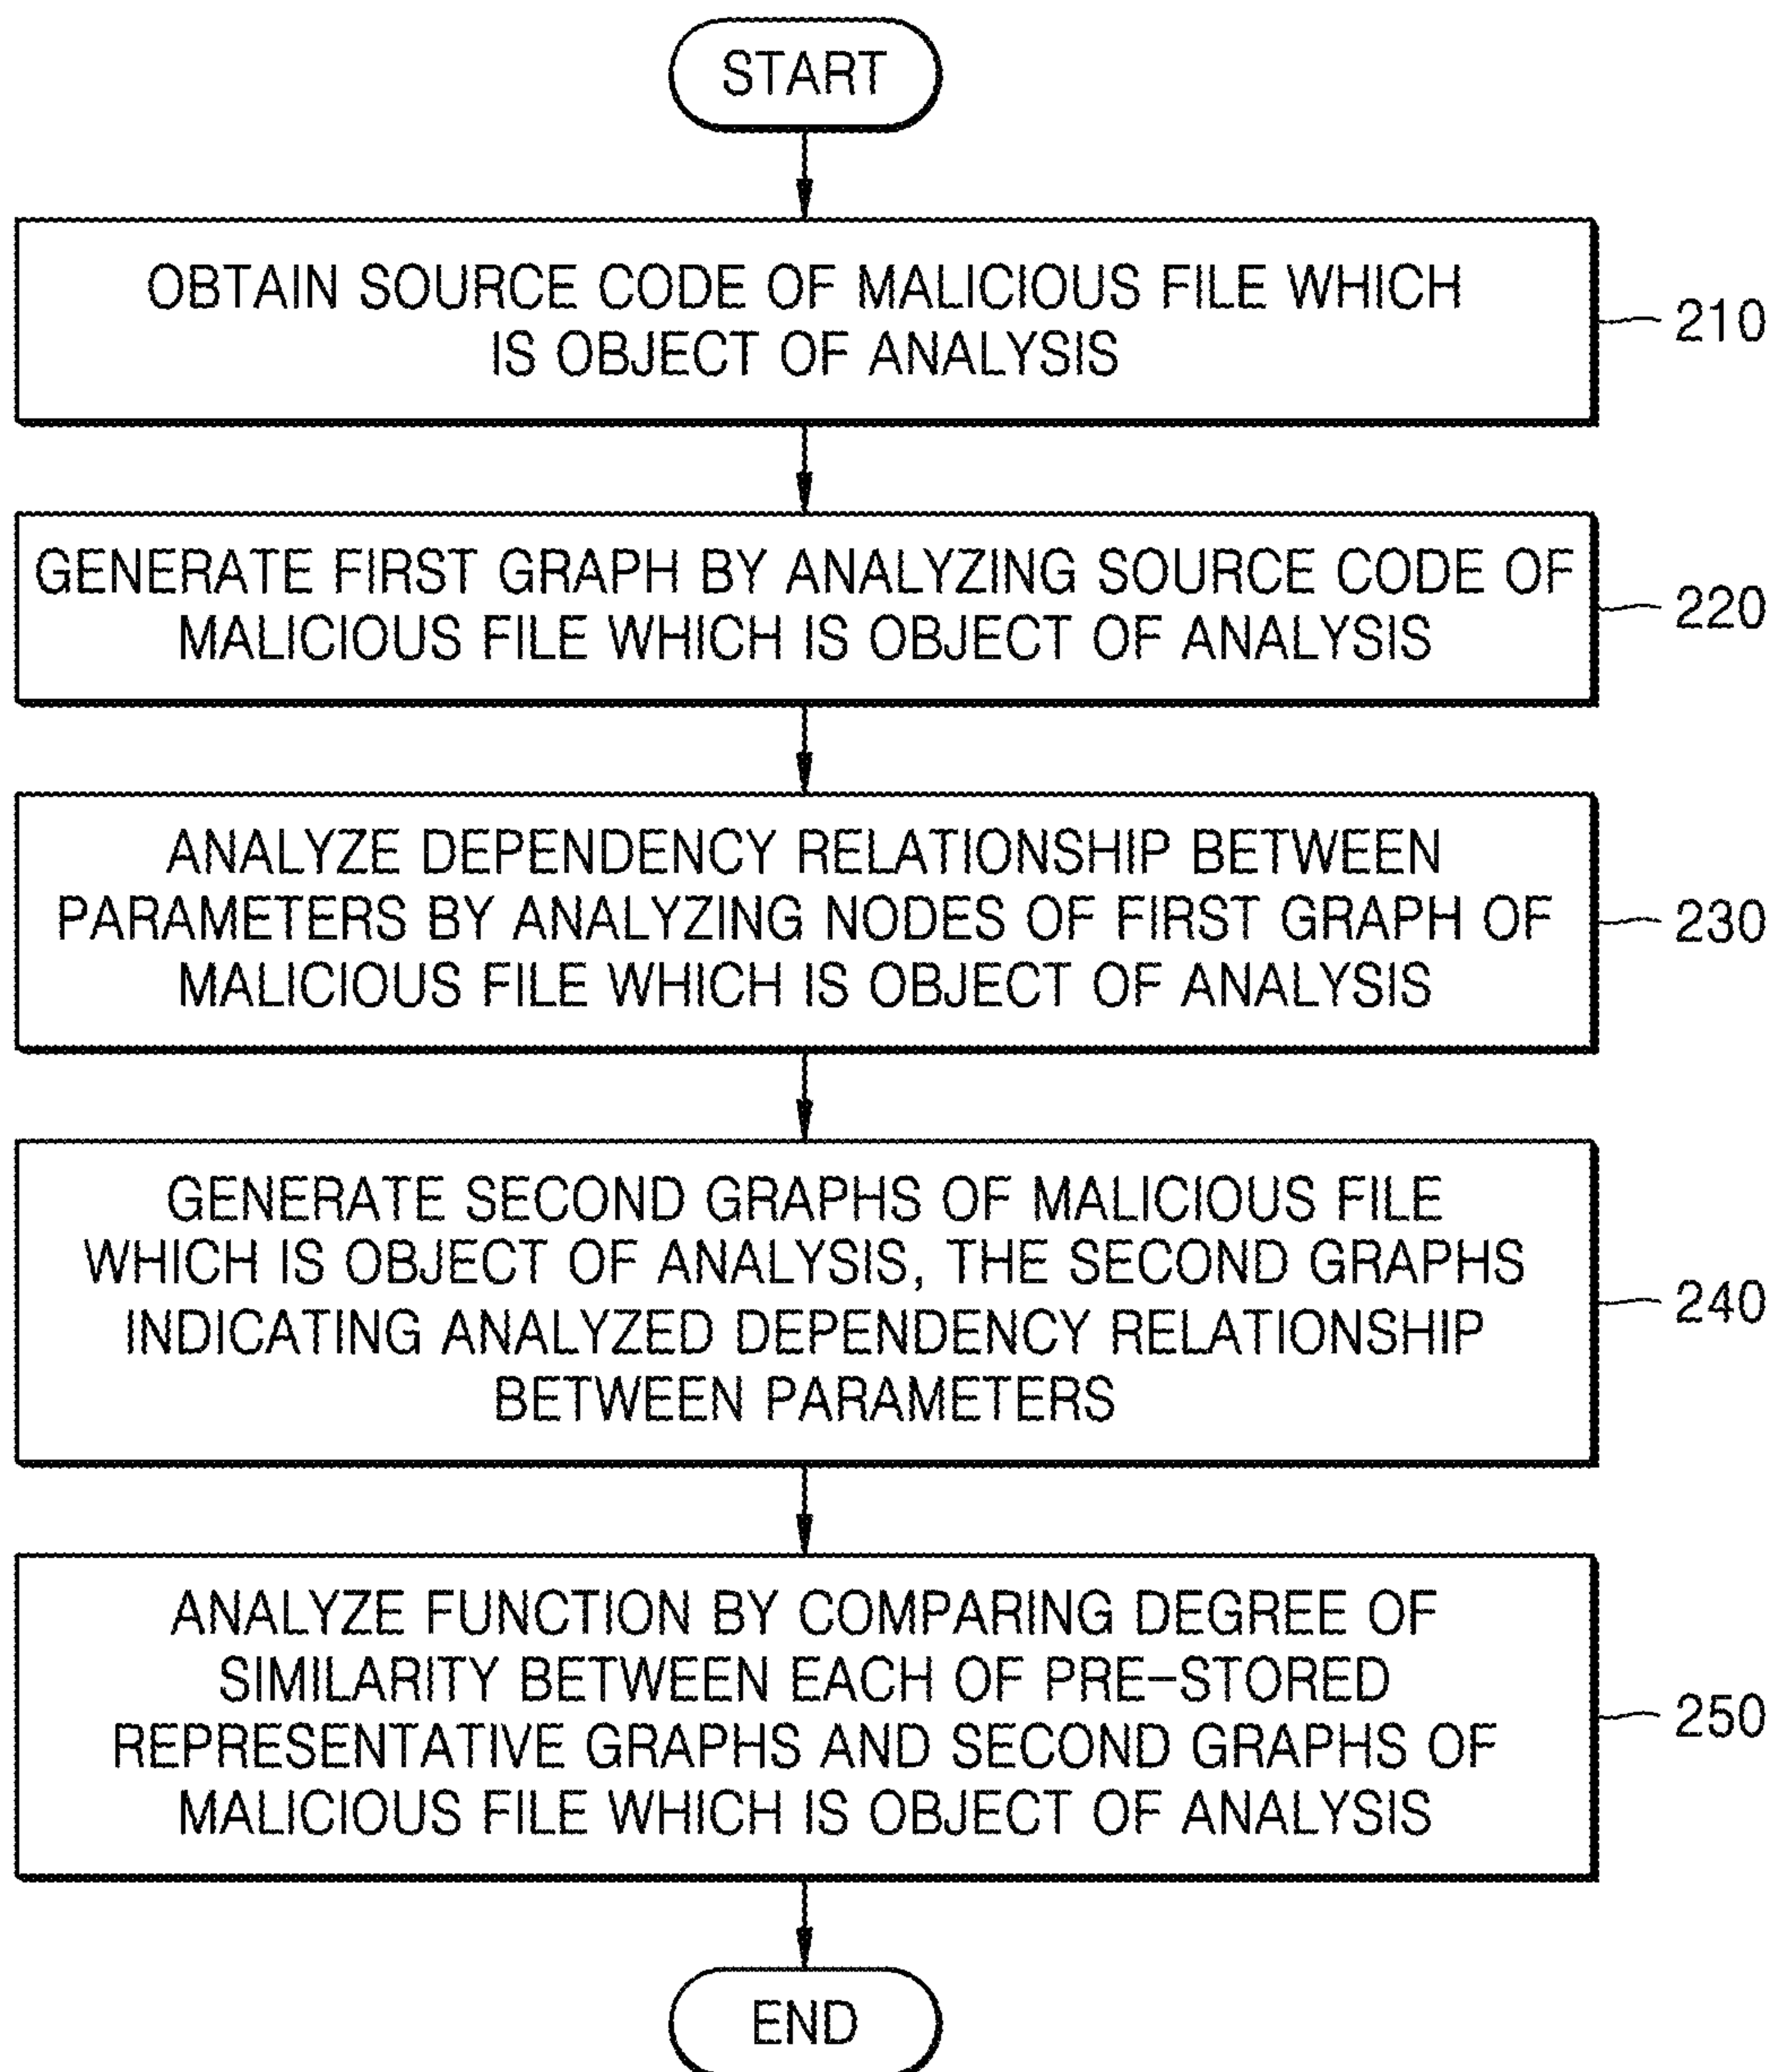 START
OBTAIN SOURCE CODE OF MALICIOUS FILE WHICH
IS OBJECT OF ANALYSIS
210
GENERATE FIRST GRAPH BY ANALYZING SOURCE CODE OF
MALICIOUS FILE WHICH IS OBJECT OF ANALYSIS
220
ANALYZE DEPENDENCY RELATIONSHIP BETWEEN
PARAMETERS BY ANALYZING NODES OF FIRST GRAPH OF
MALICIOUS FILE WHICH IS OBJECT OF ANALYSIS
230
GENERATE SECOND GRAPHS OF MALICIOUS FILE
WHICH IS OBJECT OF ANALYSIS, THE SECOND GRAPHS
INDICATING ANALYZED DEPENDENCY RELATIONSHIP
BETWEEN PARAMETERS
240
ANALYZE FUNCTION BY COMPARING DEGREE OF
SIMILARITY BETWEEN EACH OF PRE-STORED
REPRESENTATIVE GRAPHS AND SECOND GRAPHS OF
MALICIOUS FILE WHICH IS OBJECT OF ANALYSIS
250
END